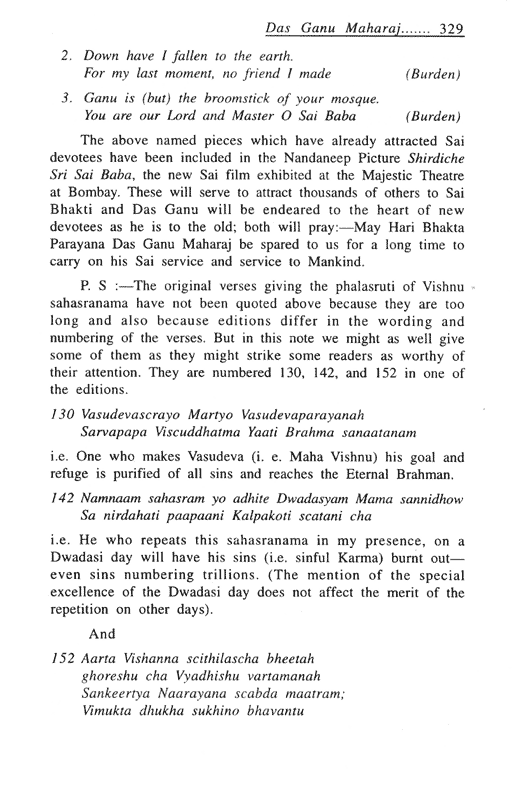 Das Ganu Maharaj....... 329
2. Down have I fallen to the earth.
For my last moment, no friend I made (Burden)
3. Ganu is (but) the broomstick of your mosque.
You are our Lord and Master O Sai Baba (Burden)
The above named pieces which have already attracted Sai
devotees have been included in the Nandaneep Picture Shirdiche
Sri Sai Baba, the new Sai film exhibited at the Majestic Theatre
at Bombay. These will serve to attract thousands of others to Sai
Bhakti and Das Ganu will be endeared to the heart of new
devotees as he is to the old; both will pray:—May Hari Bhakta
Parayana Das Ganu Maharaj be spared to us for a long time to
carry on his Sai service and service to Mankind.
P. S :—The original verses giving the phalasruti of Vishnu
sahasranama have not been quoted above because they are too
long and also because editions differ in the wording and
numbering of the verses. But in this note we might as well give
some of them as they might strike some readers as worthy of
their attention. They are numbered 130, 142, and 152 in one of
the editions.
130 Vasudevascrayo Martyo Vasudevaparayanah
Sarvapapa Viscuddhatma Yaati Brahma sanaatanam
i.e. One who makes Vasudeva (i. e. Maha Vishnu) his goal and
refuge is purified of all sins and reaches the Eternal Brahman.
142 Namnaam sahasram yo adhite Dwadasyam Mama sannidhow
Sa nirdahati paapaani Kalpakoti scatani cha
i.e. He who repeats this sahasranama in my presence, on a
Dwadasi day will have his sins (i.e. sinful Karma) burnt out—
even sins numbering trillions. (The mention of the special
excellence of the Dwadasi day does not affect the merit of the
repetition on other days).
And
152 Aarta Vishanna scithilascha bheetah
ghoreshu cha Vyadhishu vartamanah
Sankeertya Naarayana scabda maatram;
Vimukta dhukha sukhino bhavantu